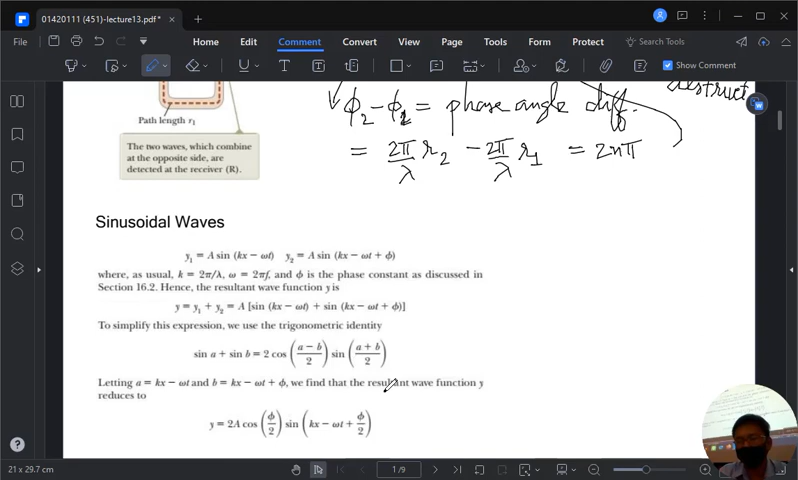 01420111 (451)-lecture13.pdf *
File
Home
Edit
Comment
Convert
View
Page
Tools
Form
Protect
Search Tools
Show Comment
destruct
Path length r₁
ϕ₂ - ϕ₂ = phase angle diff.
= 2π/λ r₂ - 2π/λ r₁ = 2nπ
The two waves, which combine
at the opposite side, are
detected at the receiver (R).
Sinusoidal Waves
y₁ = A sin (kx − ωt) y₂ = A sin (kx − ωt + ϕ)
where, as usual, k = 2π/λ, ω = 2πf, and ϕ is the phase constant as discussed in
Section 16.2. Hence, the resultant wave function y is
y = y₁ + y₂ = A [sin (kx − ωt) + sin (kx − ωt + ϕ)]
To simplify this expression, we use the trigonometric identity
sin a + sin b = 2 cos ((a − b)/2) sin ((a + b)/2)
Letting a = kx − ωt and b = kx − ωt + ϕ, we find that the resultant wave function y
reduces to
y = 2A cos (ϕ/2) sin (kx − ωt + ϕ/2)
21 x 29.7 cm
1 /9